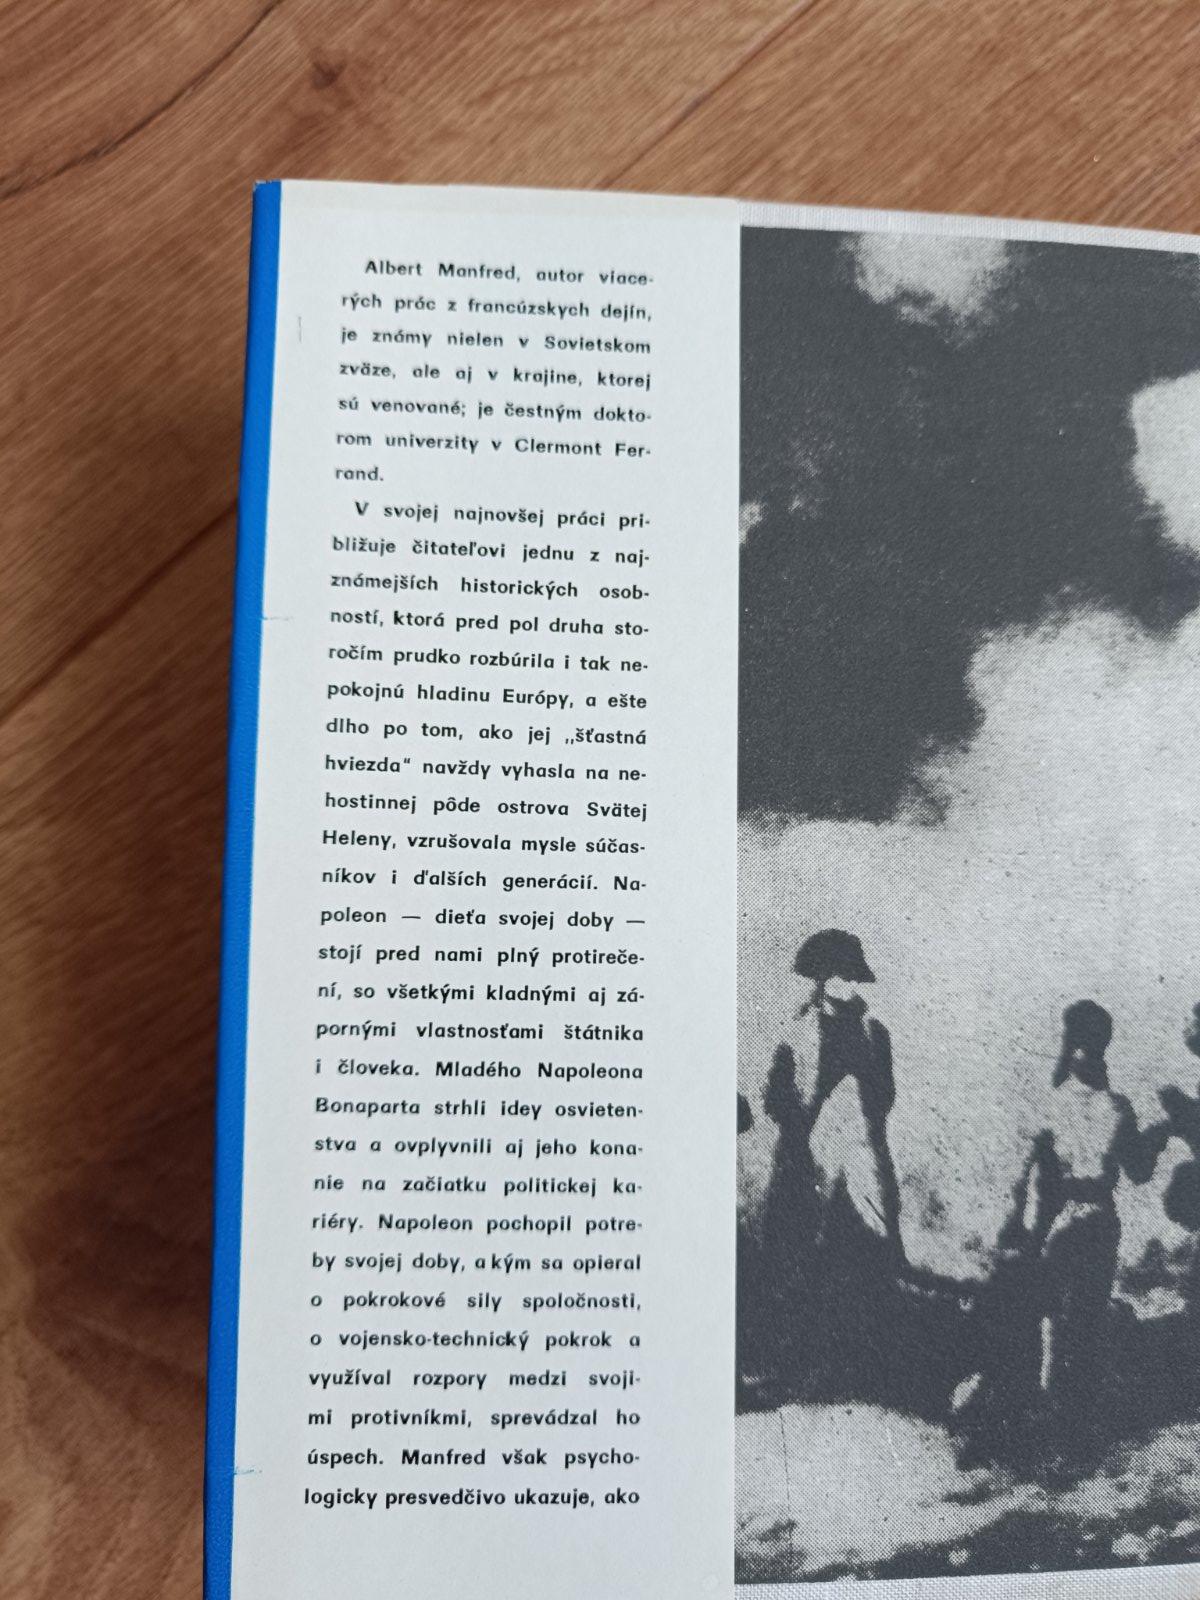 Albert Manfred, autor viace-
rých prác z francúzskych dejín,
je známy nielen v Sovietskom
zväze, ale aj v krajine, ktorej
sú venované; je čestným dokto-
rom univerzity v Clermont Fer-
rand.
V svojej najnovšej práci pri-
bližuje čitateľovi jednu z naj-
známejších historických osob-
ností, ktorá pred pol druha sto-
ročím prudko rozbúrila i tak ne-
pokojnú hladinu Európy, a ešte
dlho po tom, ako jej ,,šťastná
hviezda“ navždy vyhasla na ne-
hostinnej pôde ostrova Svätej
Heleny, vzrušovala mysle súčas-
níkov i ďalších generácií. Na-
poleon — dieťa svojej doby —
stojí pred nami plný protireče-
ní, so všetkými kladnými aj zá-
pornými vlastnosťami štátnika
i človeka. Mladého Napoleona
Bonaparta strhli idey osvieten-
stva a ovplyvnili aj jeho kona-
nie na začiatku politickej ka-
riéry. Napoleon pochopil potre-
by svojej doby, a kým sa opieral
o pokrokové sily spoločnosti,
o vojensko-technický pokrok a
využíval rozpory medzi svoji-
mi protivníkmi, sprevádzal ho
úspech. Manfred však psycho-
logicky presvedčivo ukazuje, ako